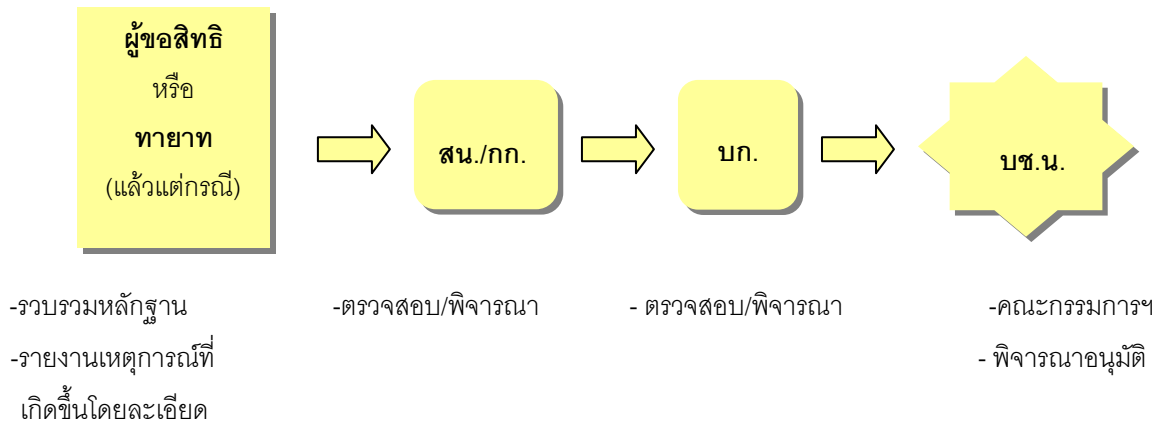 ผู้ขอสิทธิ
หรือ
ทายาท
(แล้วแต่กรณี)
สน./กก.
บก.
บช.น.
-รวบรวมหลักฐาน
-รายงานเหตุการณ์ที่
เกิดขึ้นโดยละเอียด
-ตรวจสอบ/พิจารณา
- ตรวจสอบ/พิจารณา
-คณะกรรมการฯ
- พิจารณาอนุมัติ